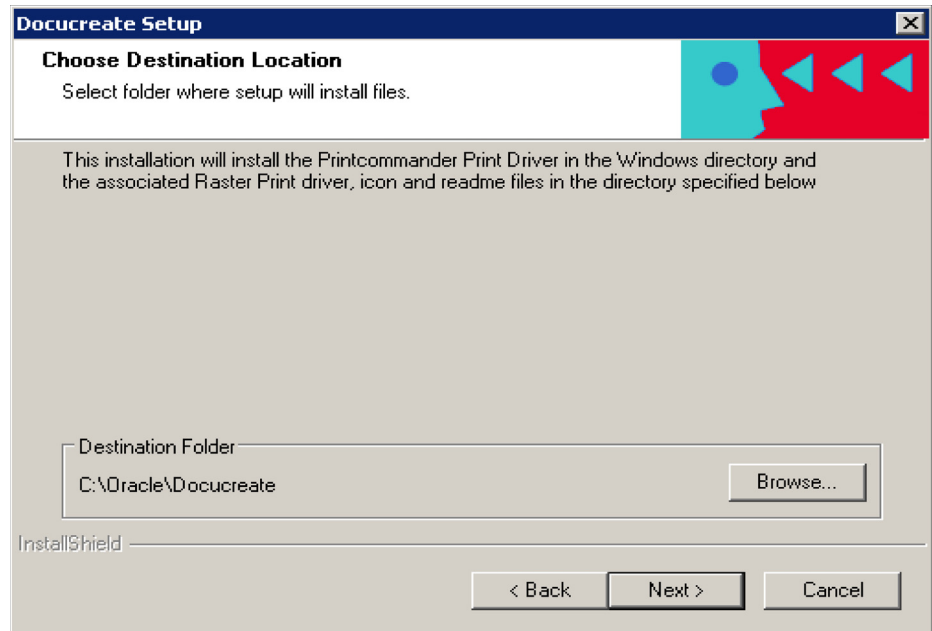 Docucreate Setup
Choose Destination Location
Select folder where setup will install files.
This installation will install the Printcommander Print Driver in the Windows directory and
the associated Raster Print driver, icon and readme files in the directory specified below
Destination Folder
C:\Oracle\Docucreate
Browse...
InstallShield
< Back
Next >
Cancel